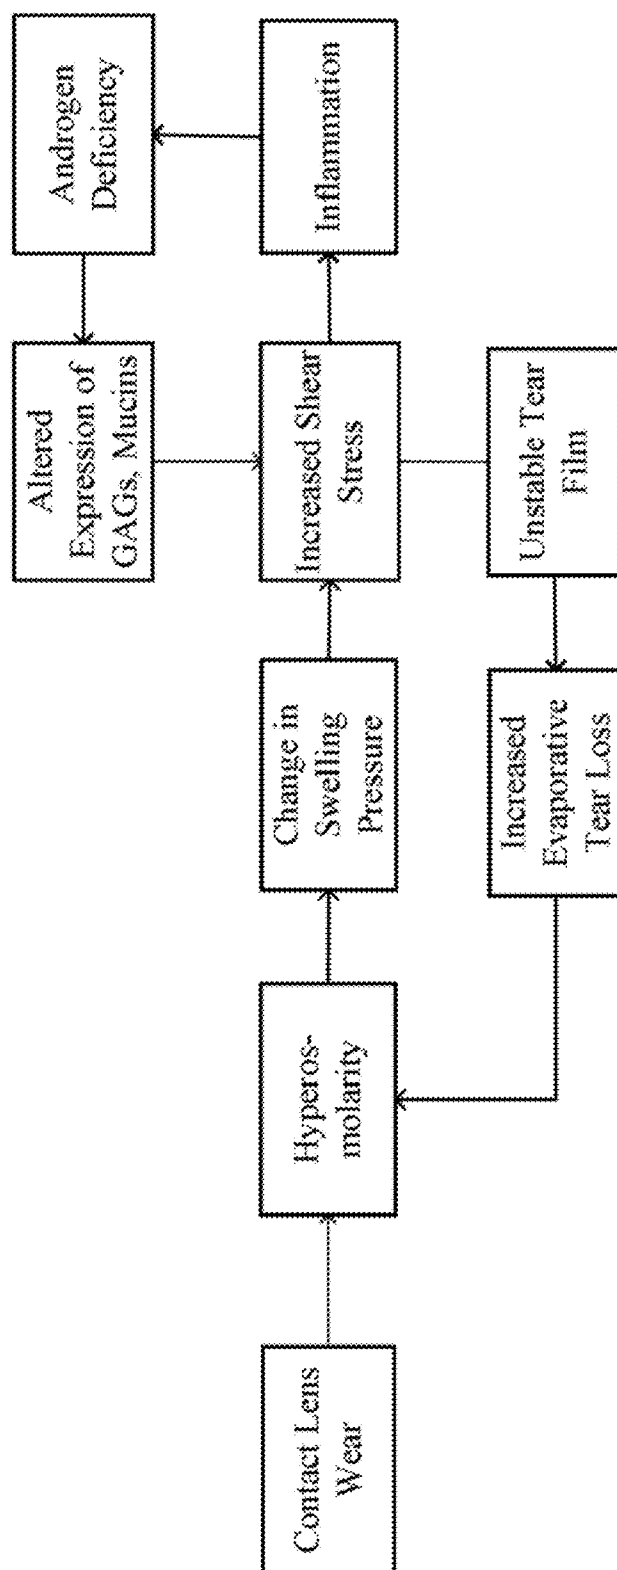 Contact Lens
Wear
Hyperos-
molarity
Change in
Swelling
Pressure
Increased Shear
Stress
Inflammation
Androgen
Deficiency
Altered
Expression of
GAGs, Mucins
Unstable Tear
Film
Increased
Evaporative
Tear Loss